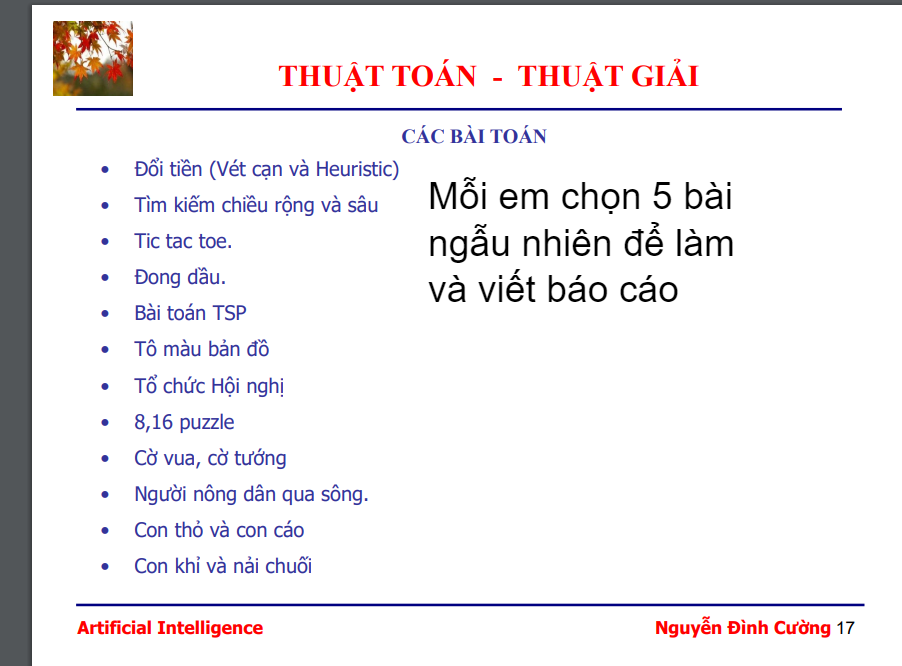 THUẬT TOÁN - THUẬT GIẢI
CÁC BÀI TOÁN
• Đổi tiền (Vét cạn và Heuristic)
• Tìm kiếm chiều rộng và sâu
• Tic tac toe.
• Đong dầu.
• Bài toán TSP
• Tô màu bản đồ
• Tổ chức Hội nghị
• 8,16 puzzle
• Cờ vua, cờ tướng
• Người nông dân qua sông.
• Con thỏ và con cáo
• Con khỉ và nải chuối
Mỗi em chọn 5 bài
ngẫu nhiên để làm
và viết báo cáo
Artificial Intelligence
Nguyễn Đình Cường 17